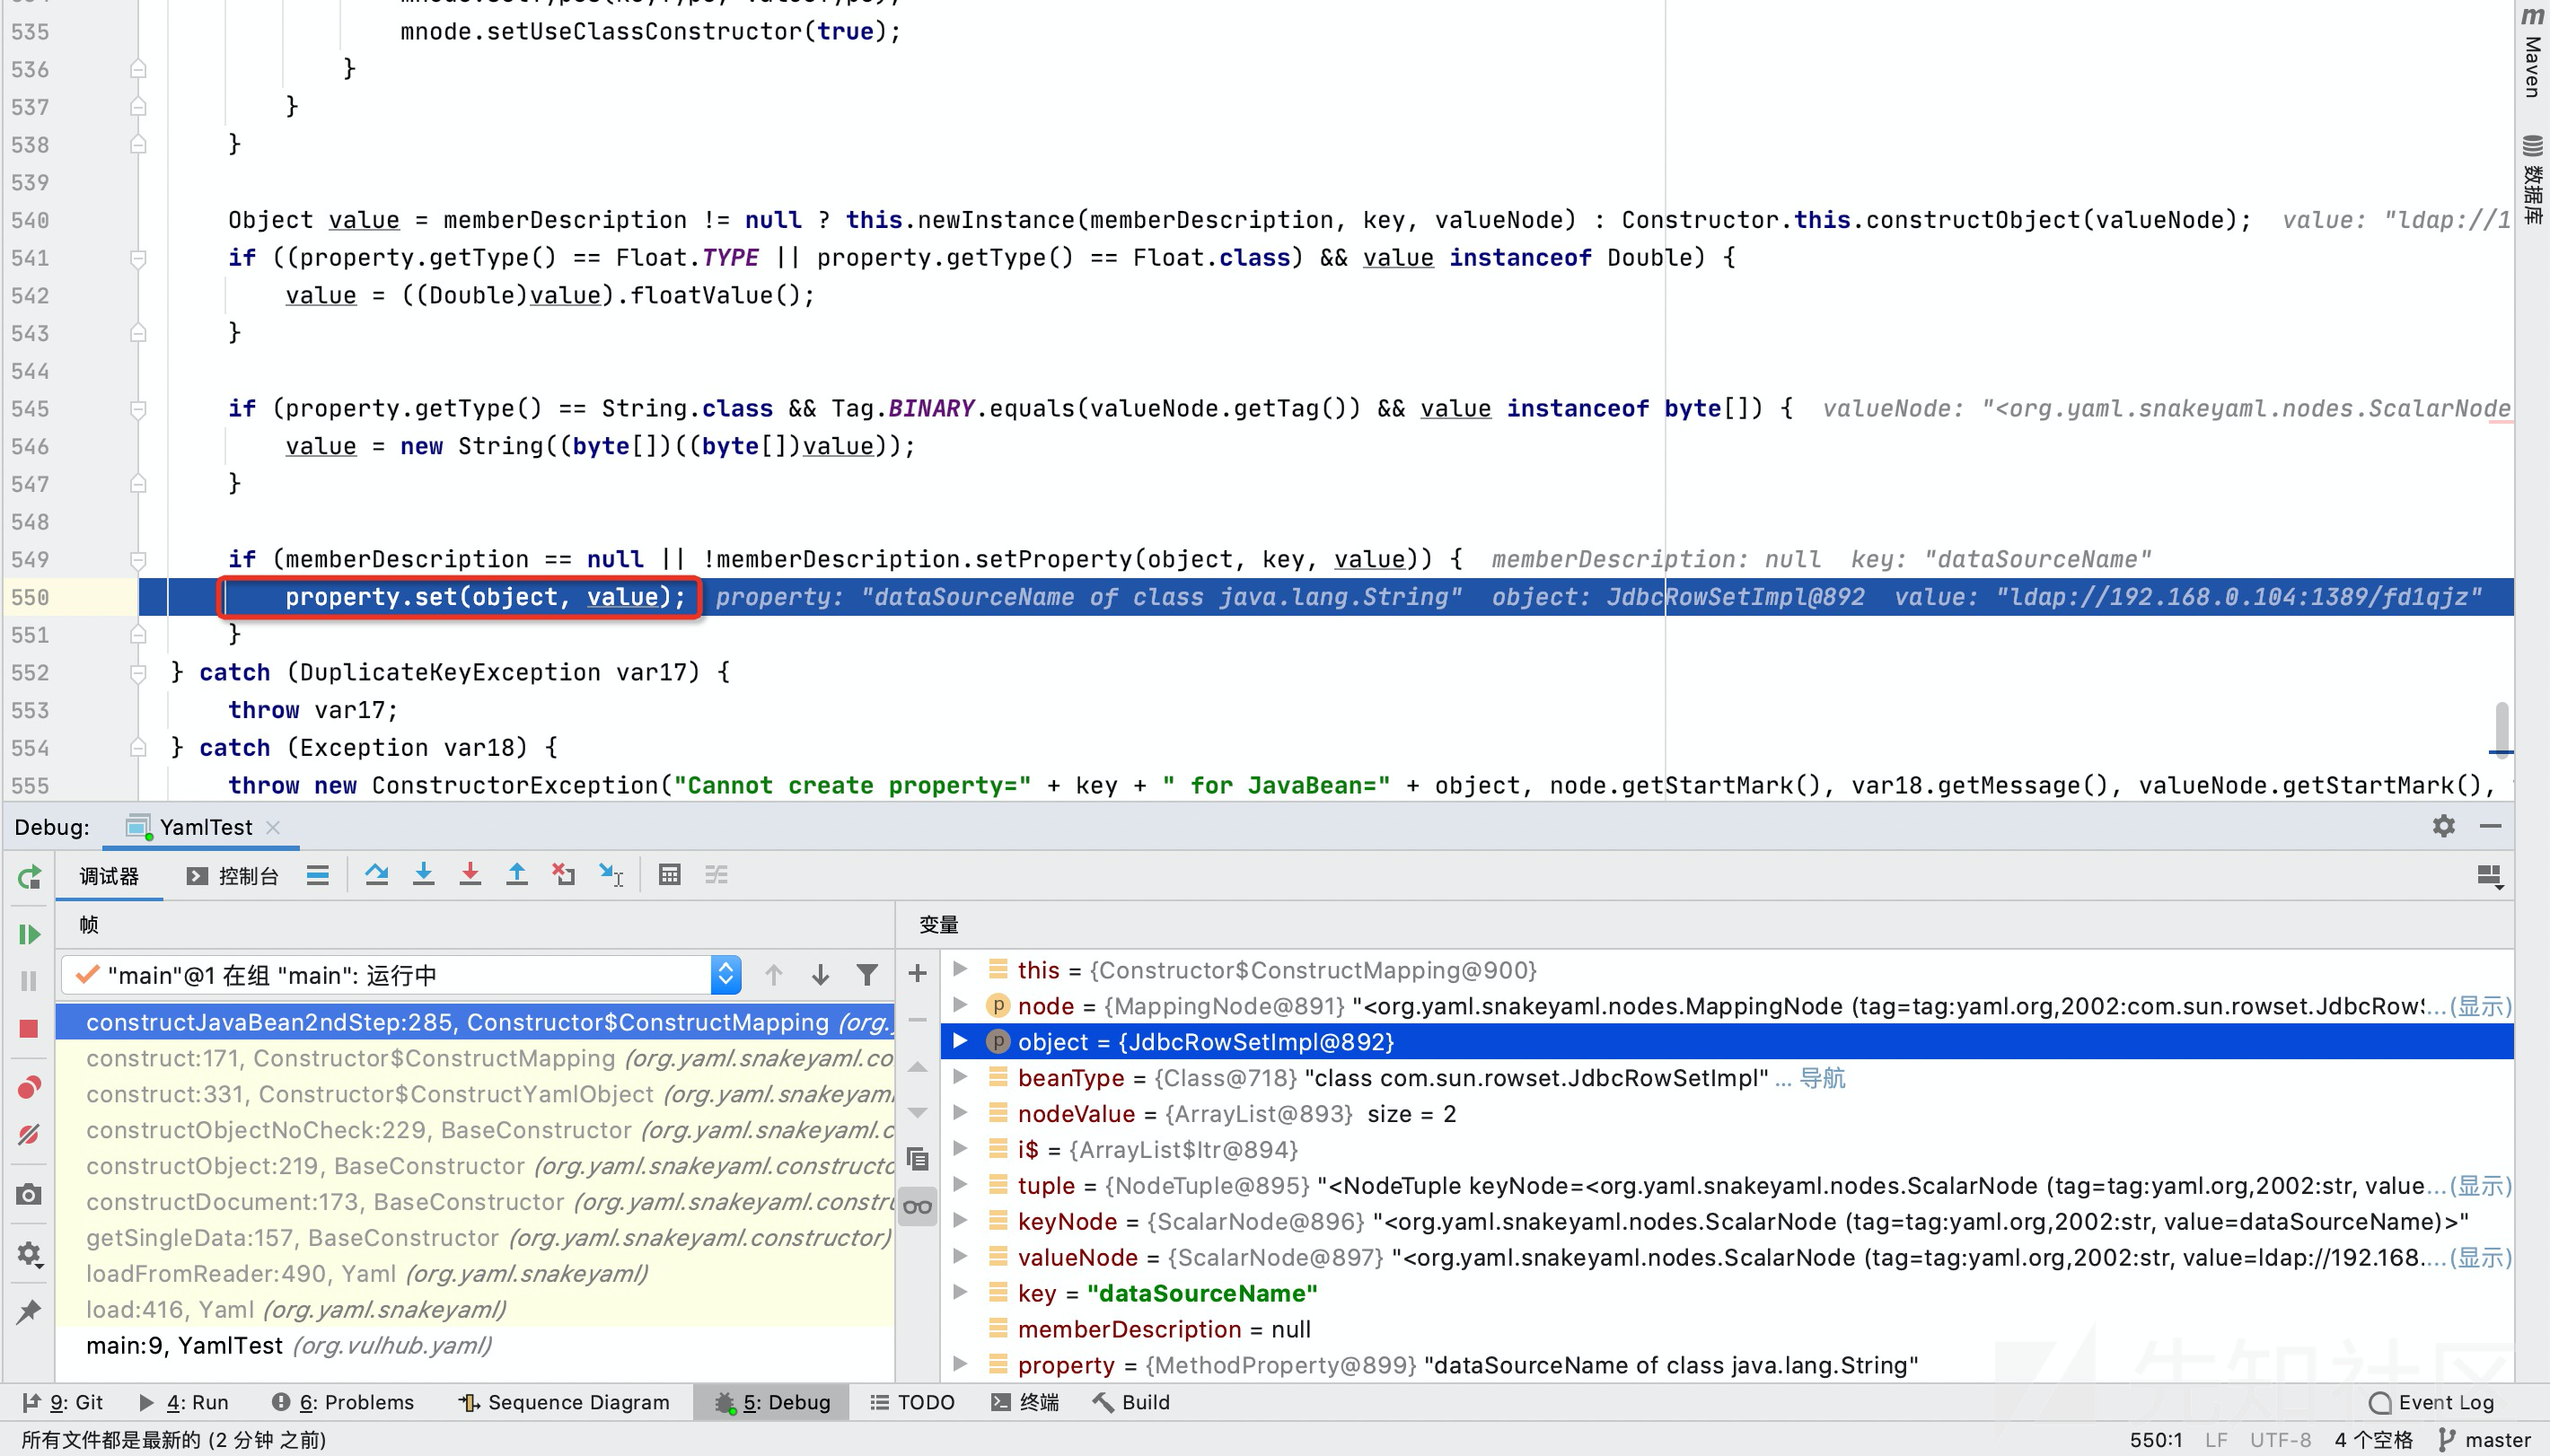 535 mnode.setUseClassConstructor(true);
536 }
537 }
538 }
539
540 Object value = memberDescription != null ? this.newInstance(memberDescription, key, valueNode) : Constructor.this.constructObject(valueNode); value: "ldap://1
541 if ((property.getType() == Float.TYPE || property.getType() == Float.class) && value instanceof Double) {
542 value = ((Double)value).floatValue();
543 }
544
545 if (property.getType() == String.class && Tag.BINARY.equals(valueNode.getTag()) && value instanceof byte[]) { valueNode: "<org.yaml.snakeyaml.nodes.ScalarNode
546 value = new String((byte[])((byte[])value));
547 }
548
549 if (memberDescription == null || !memberDescription.setProperty(object, key, value)) { memberDescription: null key: "dataSourceName"
550 property.set(object, value); property: "dataSourceName of class java.lang.String" object: JdbcRowSetImpl@892 value: "ldap://192.168.0.104:1389/fd1qjz"
551 }
552 } catch (DuplicateKeyException var17) {
553 throw var17;
554 } catch (Exception var18) {
555 throw new ConstructorException("Cannot create property=" + key + " for JavaBean=" + object, node.getStartMark(), var18.getMessage(), valueNode.getStartMark(),
m Maven
数据库
Debug: YamlTest
调试器 控制台
帧
"main"@1 在组 "main": 运行中
constructJavaBean2ndStep:285, Constructor$ConstructMapping (org.
construct:171, Constructor$ConstructMapping (org.yaml.snakeyaml.co
construct:331, Constructor$ConstructYamlObject (org.yaml.snakeyam
constructObjectNoCheck:229, BaseConstructor (org.yaml.snakeyaml.c
constructObject:219, BaseConstructor (org.yaml.snakeyaml.constructo
constructDocument:173, BaseConstructor (org.yaml.snakeyaml.constru
getSingleData:157, BaseConstructor (org.yaml.snakeyaml.constructor)
loadFromReader:490, Yaml (org.yaml.snakeyaml)
load:416, Yaml (org.yaml.snakeyaml)
main:9, YamlTest (org.vulhub.yaml)
变量
this = {Constructor$ConstructMapping@900}
node = {MappingNode@891} "<org.yaml.snakeyaml.nodes.MappingNode (tag=tag:yaml.org,2002:com.sun.rowset.JdbcRowS... (显示)
object = {JdbcRowSetImpl@892}
beanType = {Class@718} "class com.sun.rowset.JdbcRowSetImpl" ... 导航
nodeValue = {ArrayList@893} size = 2
i$ = {ArrayList$Itr@894}
tuple = {NodeTuple@895} "<NodeTuple keyNode=<org.yaml.snakeyaml.nodes.ScalarNode (tag=tag:yaml.org,2002:str, value... (显示)
keyNode = {ScalarNode@896} "<org.yaml.snakeyaml.nodes.ScalarNode (tag=tag:yaml.org,2002:str, value=dataSourceName)>"
valueNode = {ScalarNode@897} "<org.yaml.snakeyaml.nodes.ScalarNode (tag=tag:yaml.org,2002:str, value=ldap://192.168.... (显示)
key = "dataSourceName"
memberDescription = null
property = {MethodProperty@899} "dataSourceName of class java.lang.String"
先知社区
9: Git 4: Run 6: Problems Sequence Diagram 5: Debug TODO 终端 Build Event Log
所有文件都是最新的 (2 分钟 之前) 550:1 LF UTF-8 4 个空格 master